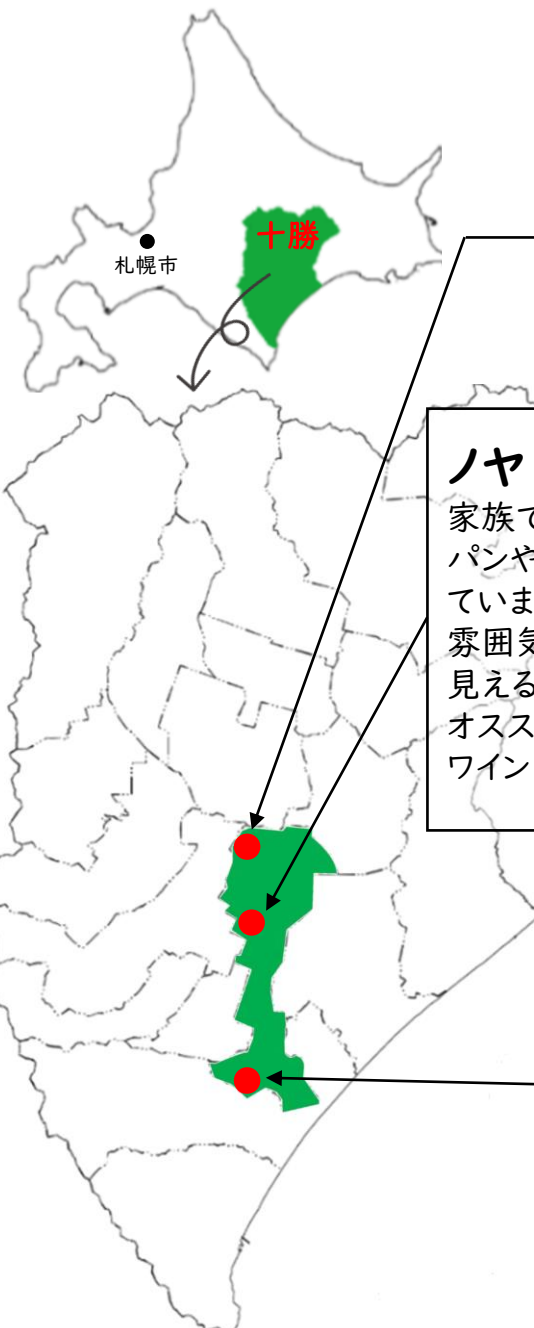 十勝
札幌市
ノヤ
家族で
パンや
ていま
雰囲気
見える
オスス
ワイン